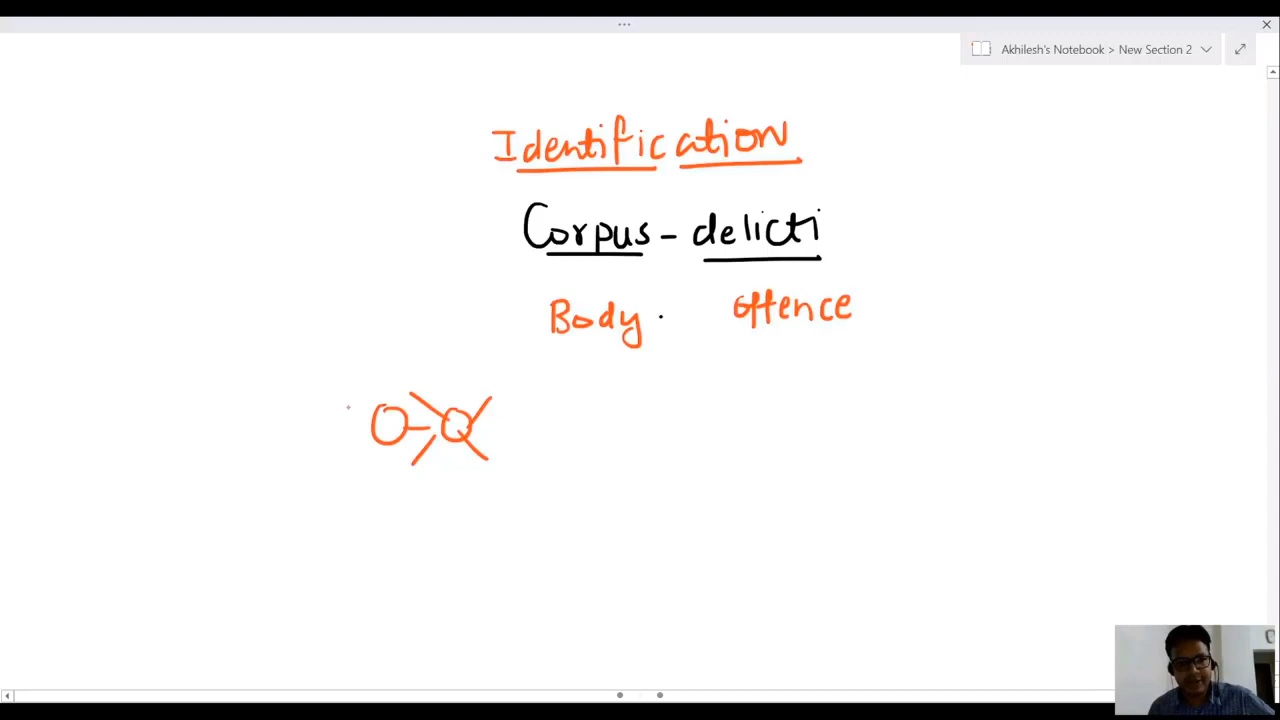 Akhilesh's Notebook > New Section 2
Identification
Corpus - delicti
Body . offence